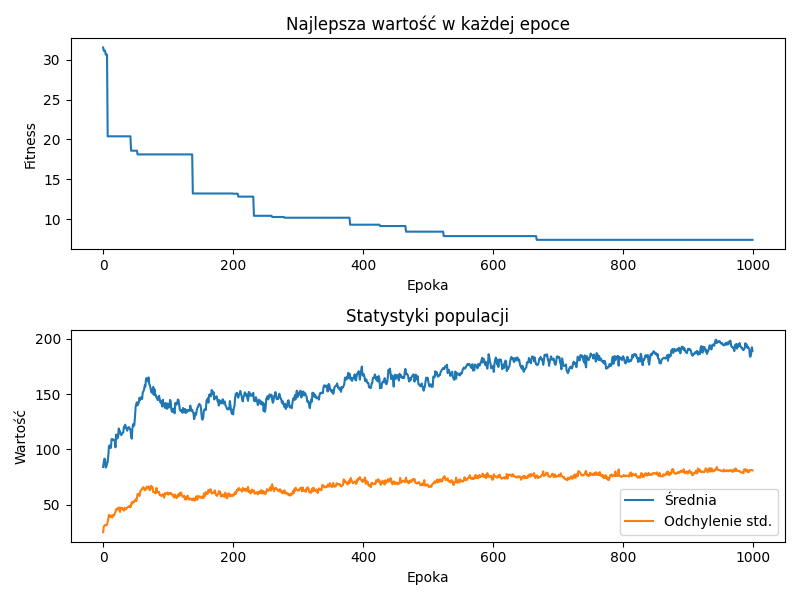 Najlepsza wartość w każdej epoce
30
25
20
15
10
Fitness
0 200 400 600 800 1000
Epoka
Statystyki populacji
200
150
100
50
Wartość
Średnia
Odchylenie std.
0 200 400 600 800 1000
Epoka